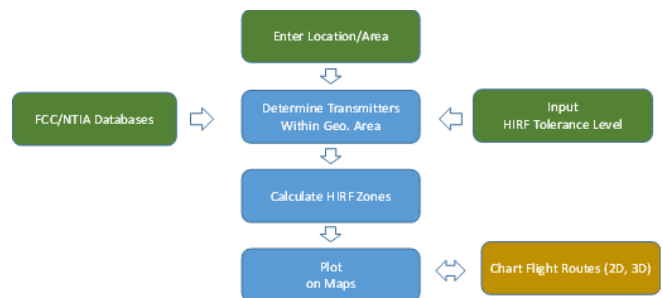 Enter Location/Area
FCC/NTIA Databases
Determine Transmitters
Within Geo. Area
Input
HIRF Tolerance Level
Calculate HIRF Zones
Plot
on Maps
Chart Flight Routes (2D, 3D)